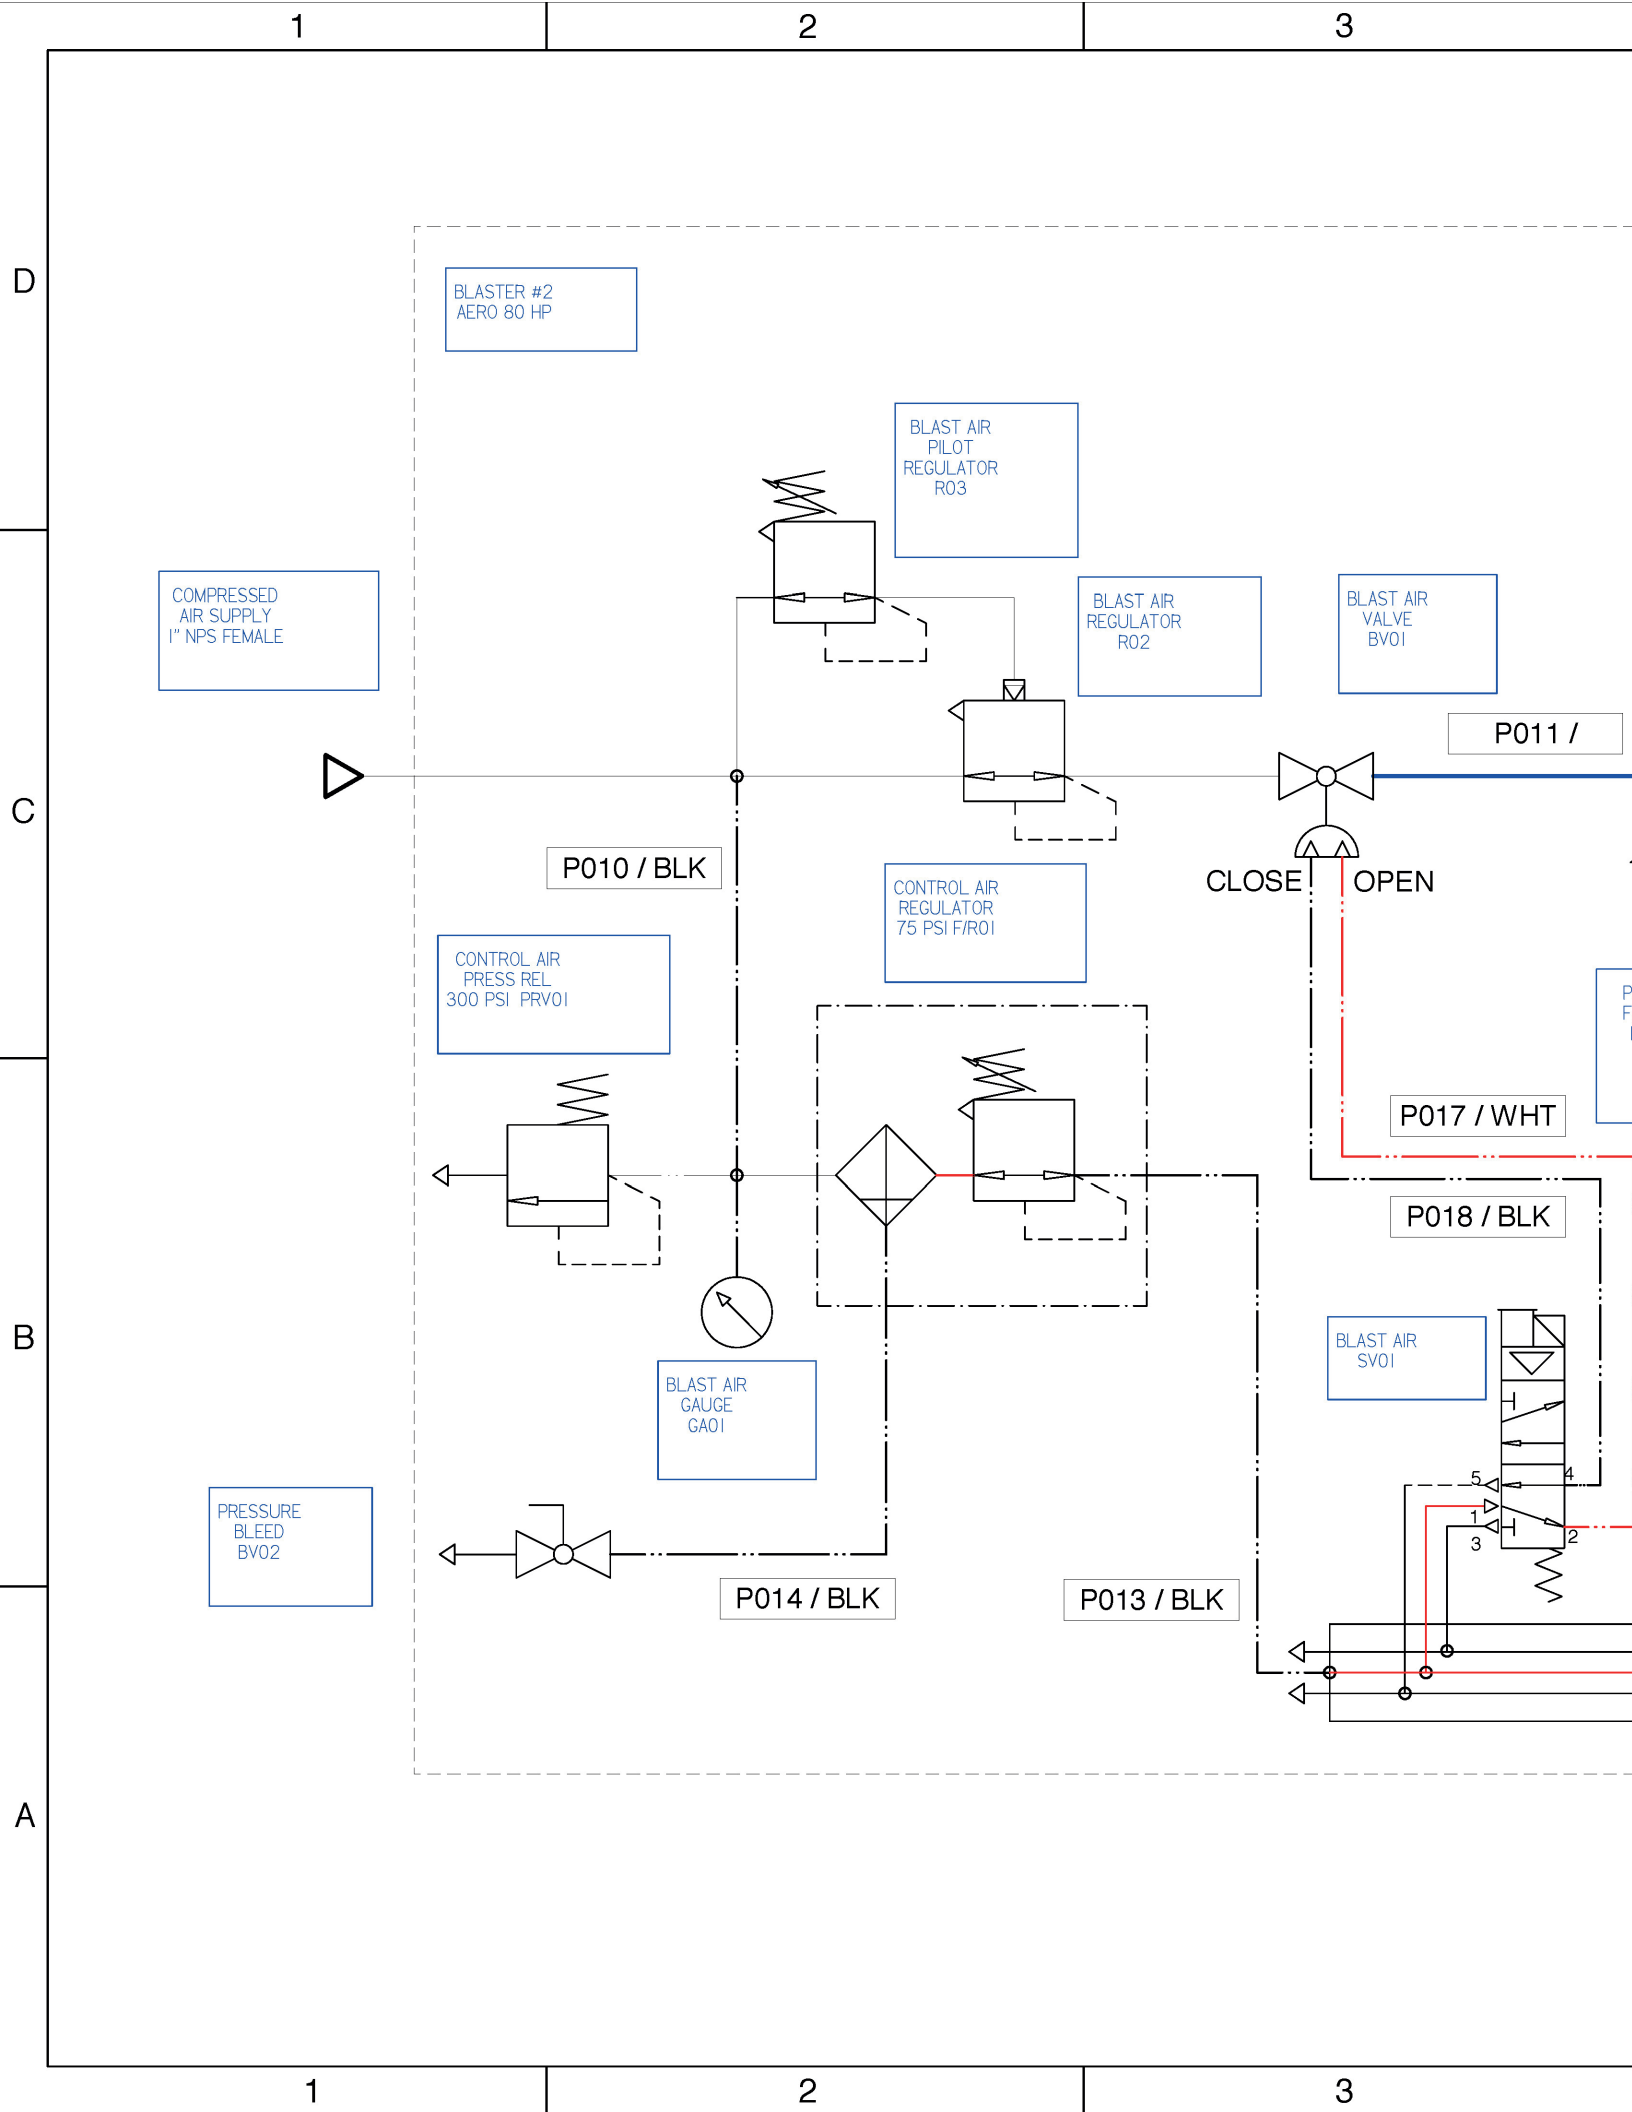 1
2
3
D
BLASTER #2
AERO 80 HP
BLAST AIR
PILOT
REGULATOR
R03
COMPRESSED
AIR SUPPLY
1" NPS FEMALE
BLAST AIR
REGULATOR
R02
BLAST AIR
VALVE
BV01
P011 /
C
P010 / BLK
CLOSE
OPEN
CONTROL AIR
REGULATOR
75 PSI F/R01
CONTROL AIR
PRESS REL
300 PSI PRV01
P017 / WHT
P018 / BLK
B
BLAST AIR
SV01
BLAST AIR
GAUGE
GA01
5
4
1
3
2
PRESSURE
BLEED
BV02
P014 / BLK
P013 / BLK
A
1
2
3